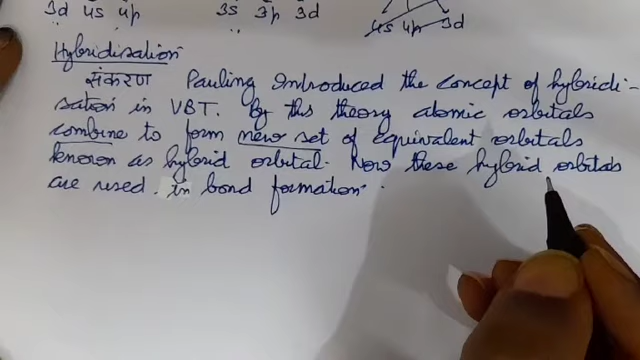 3d 4s 4p 3s 3p 3d 4s 4p 3d
Hybridisation
संकरण Pauling Introduced the concept of hybridi-
sation in VBT. By this theory atomic orbitals
combine to form new set of equivalent orbitals
known as hybrid orbital. Now these hybrid orbitals
are used in bond formation.